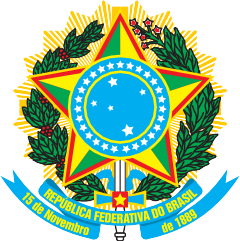 REPÚBLICA FEDERATIVA DO BRASIL
15 de Novembro
de 1889